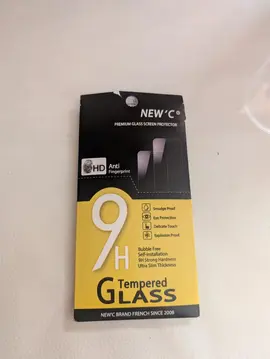 NEW'C®
PREMIUM GLASS SCREEN PROTECTOR
HD
Anti
Fingerprint
9H
Smudge Proof
Eye Protection
Delicate Touch
Explosion Proof
Bubble Free
Self-Installation
9H Strong Hardness
Ultra Slim Thickness
Tempered
GLASS
NEW'C BRAND FRENCH SINCE 2008